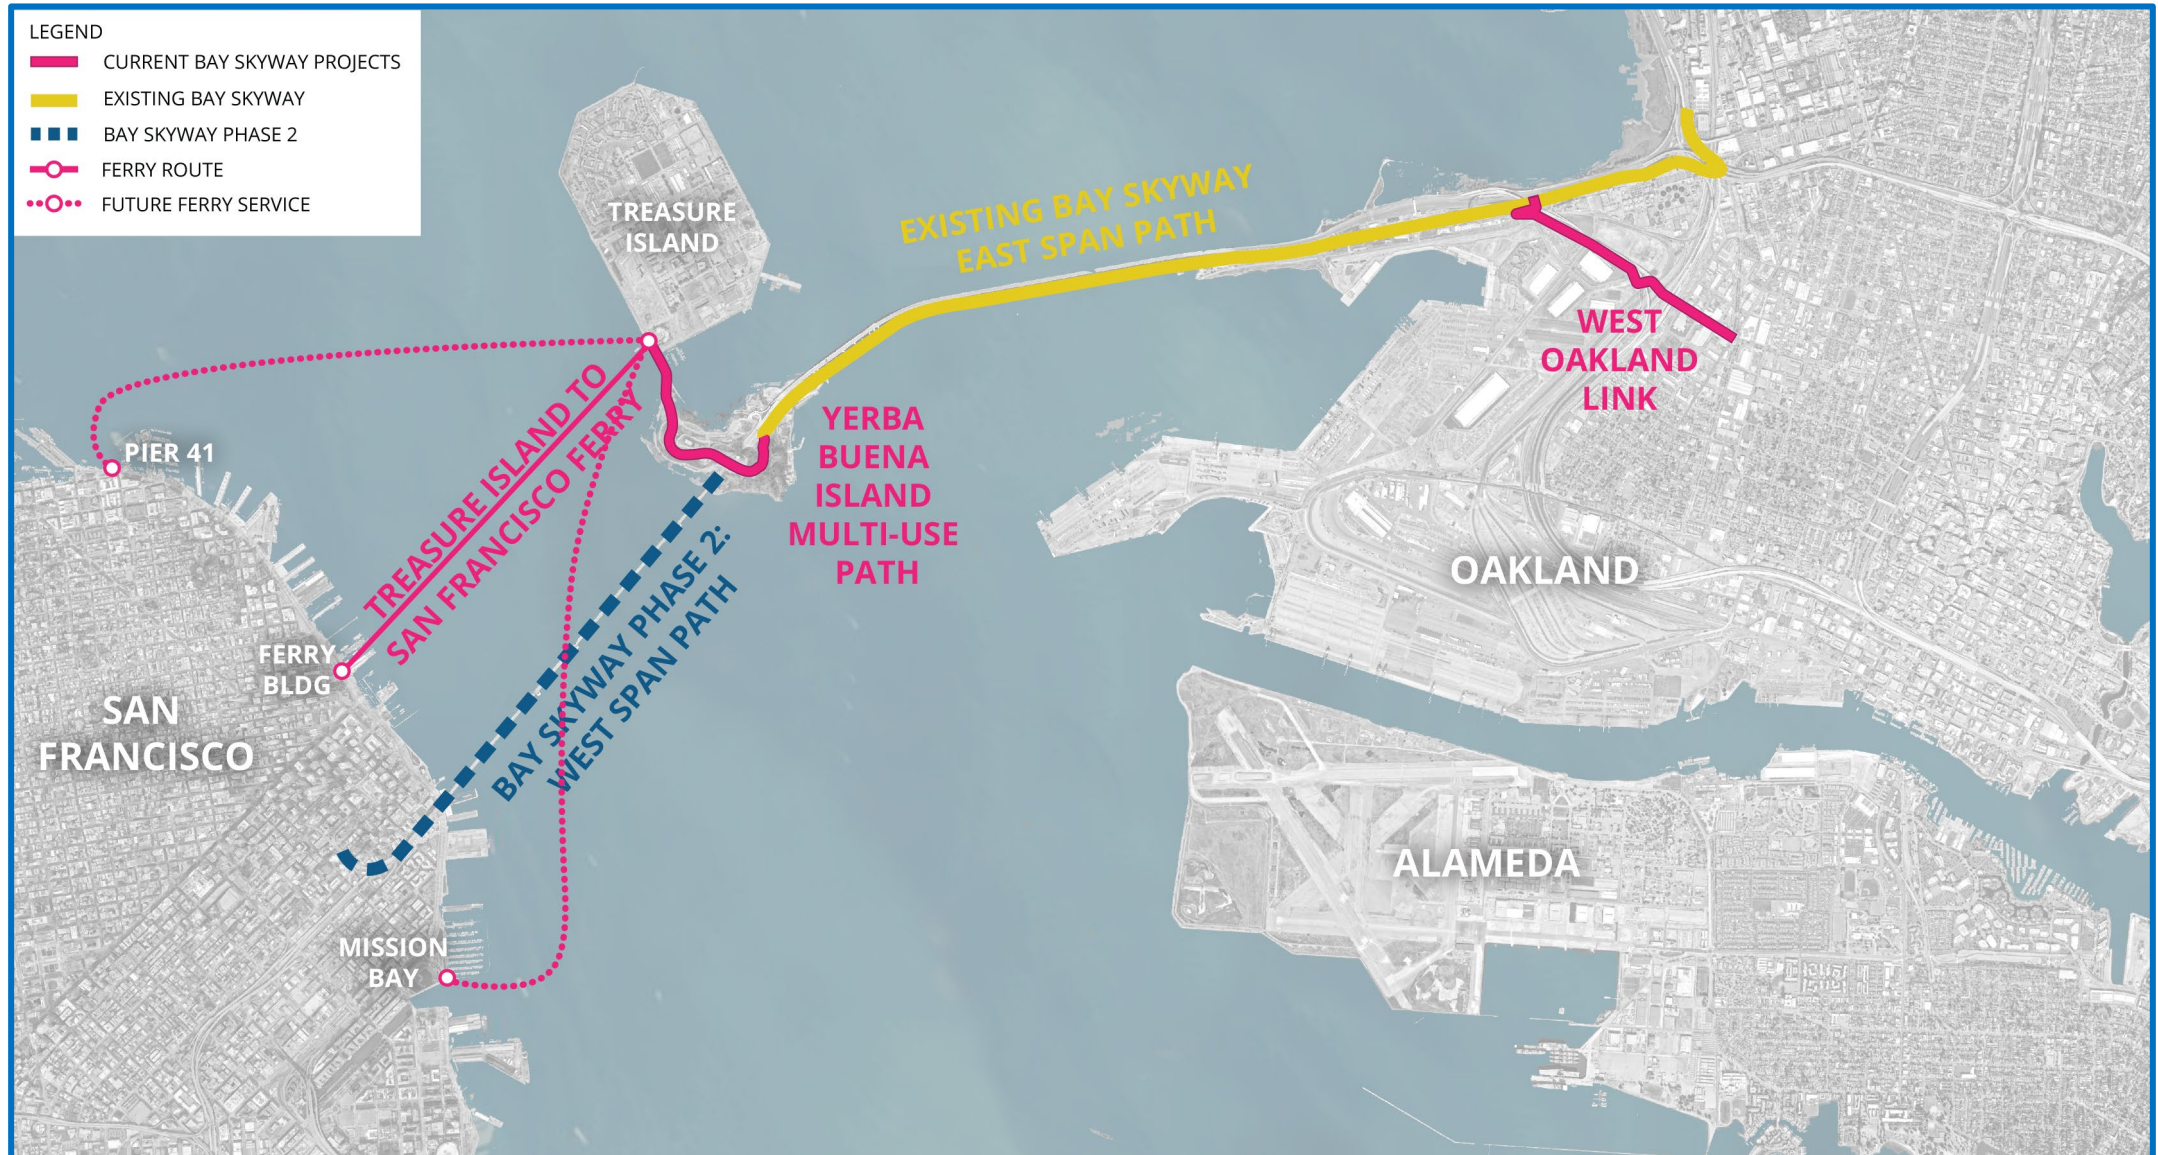 LEGEND
CURRENT BAY SKYWAY PROJECTS
EXISTING BAY SKYWAY
BAY SKYWAY PHASE 2
FERRY ROUTE
FUTURE FERRY SERVICE
TREASURE
ISLAND
EXISTING BAY SKYWAY
EAST SPAN PATH
WEST
OAKLAND
LINK
PIER 41
TREASURE ISLAND TO
SAN FRANCISCO FERRY
YERBA
BUENA
ISLAND
MULTI-USE
PATH
BAY SKYWAY PHASE 2:
WEST SPAN PATH
OAKLAND
FERRY
BLDG
SAN
FRANCISCO
ALAMEDA
MISSION
BAY